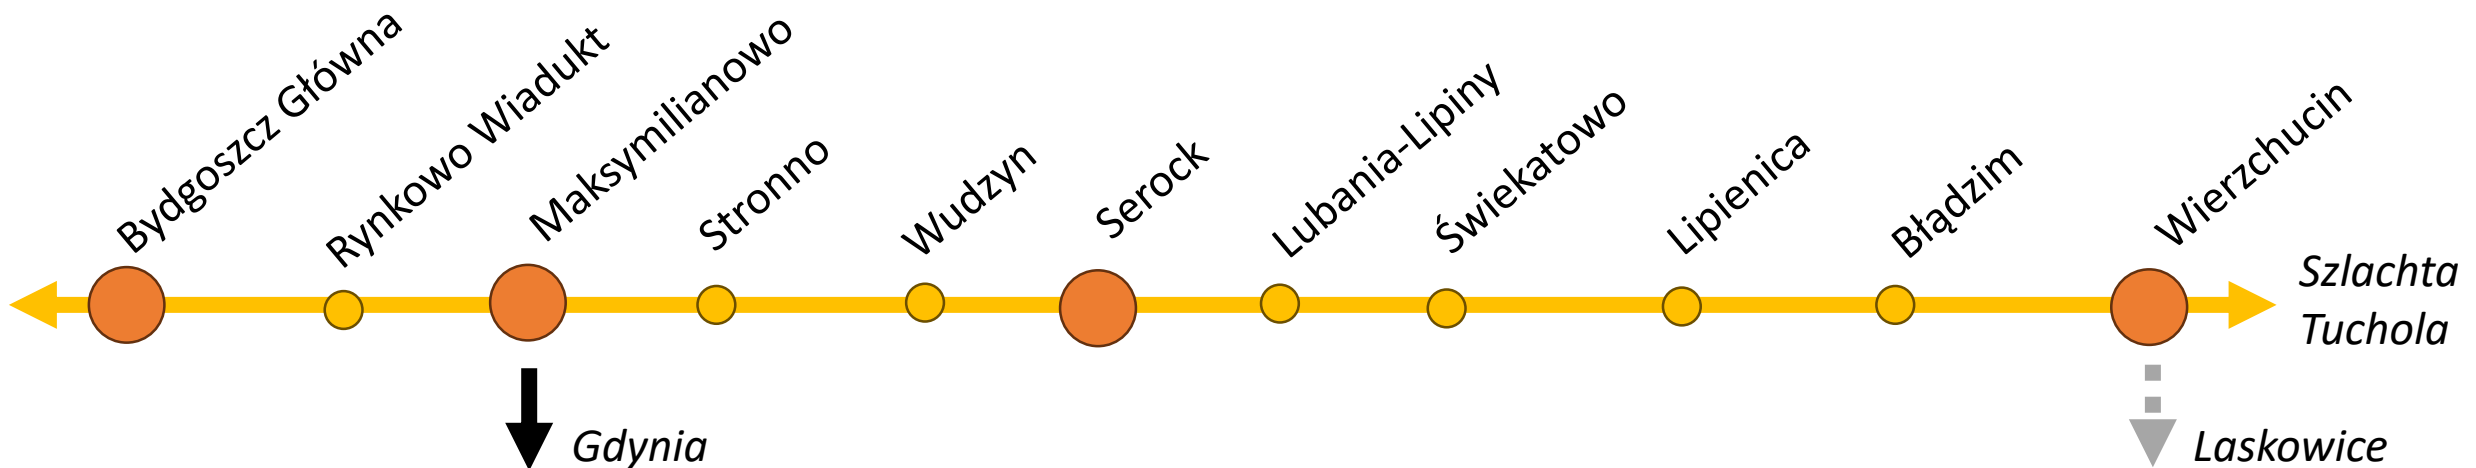 Bydgoszcz Główna
Rynkowo Wiadukt
Maksymilianowo
Stronno
Wudzyn
Serock
Lubania-Lipiny
Świekatowo
Lipienica
Błądzim
Wierzchucin
Szlachta
Tuchola
Gdynia
Laskowice